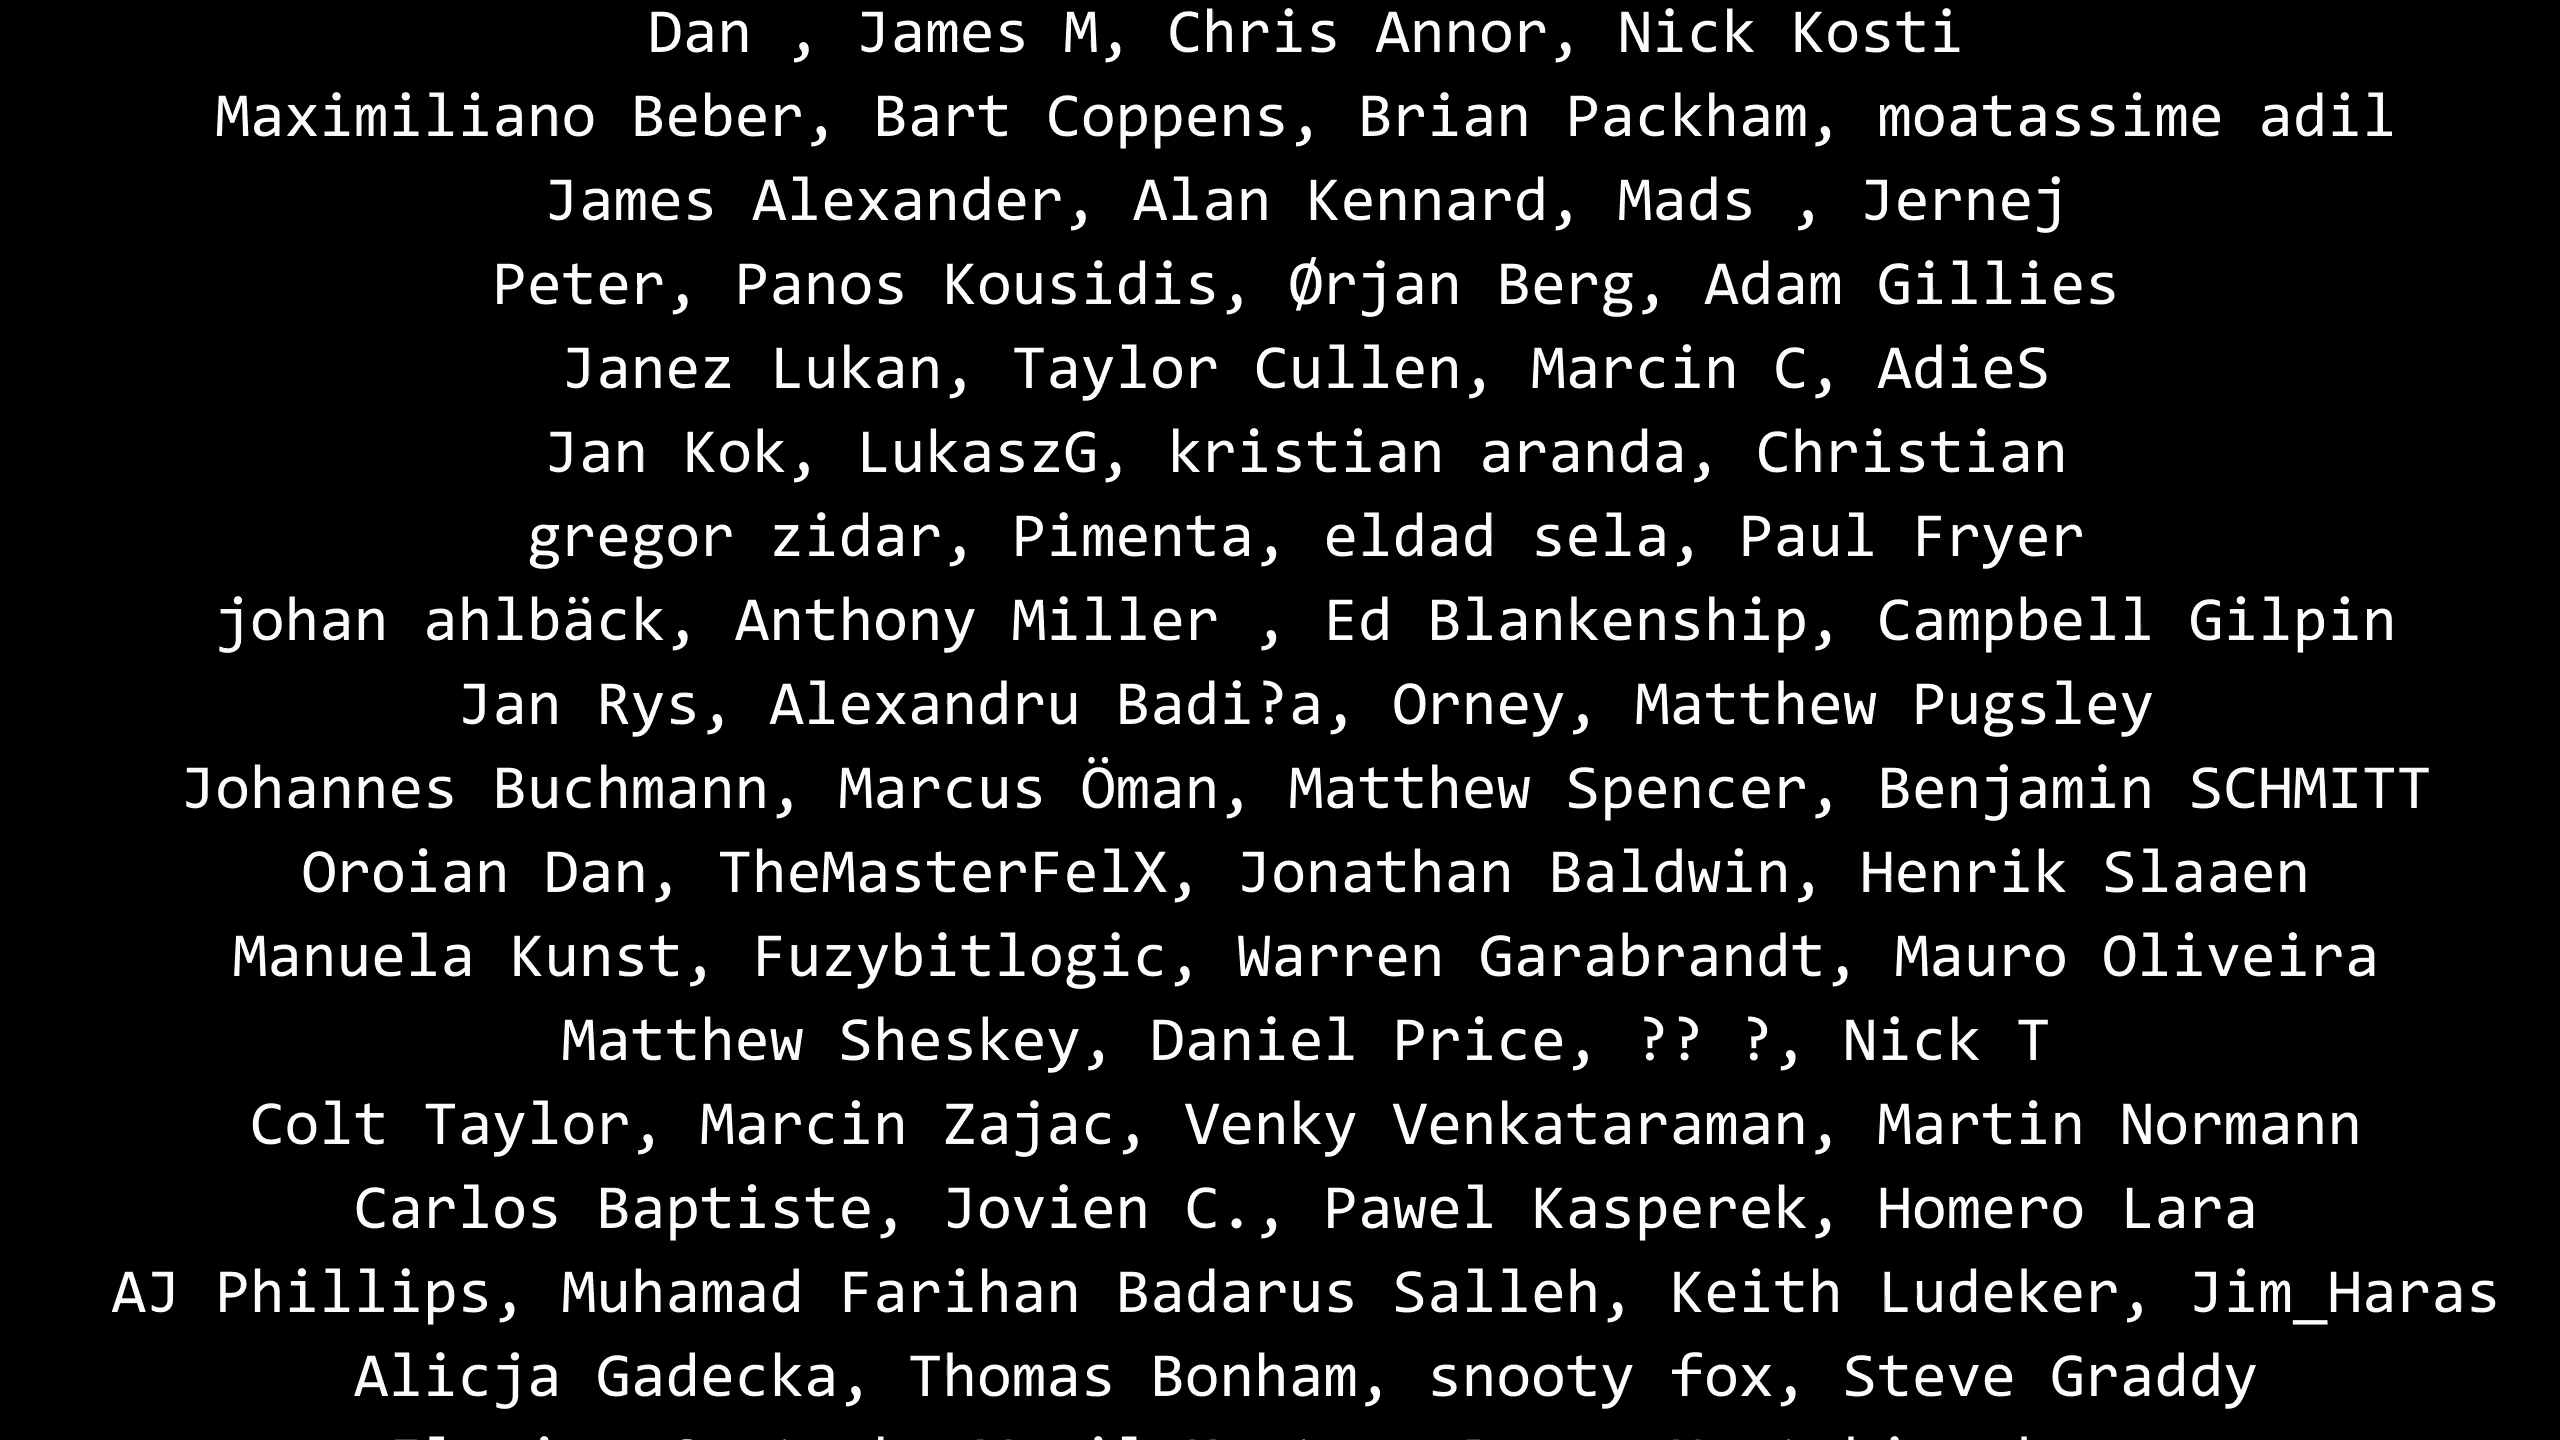 Dan , James M, Chris Annor, Nick Kosti
Maximiliano Beber, Bart Coppens, Brian Packham, moatassime adil
James Alexander, Alan Kennard, Mads , Jernej
Peter, Panos Kousidis, Ørjan Berg, Adam Gillies
Janez Lukan, Taylor Cullen, Marcin C, AdieS
Jan Kok, LukaszG, kristian aranda, Christian
gregor zidar, Pimenta, eldad sela, Paul Fryer
johan ahlbäck, Anthony Miller , Ed Blankenship, Campbell Gilpin
Jan Rys, Alexandru Badi?a, Orney, Matthew Pugsley
Johannes Buchmann, Marcus Öman, Matthew Spencer, Benjamin SCHMITT
Oroian Dan, TheMasterFelX, Jonathan Baldwin, Henrik Slaaen
Manuela Kunst, Fuzybitlogic, Warren Garabrandt, Mauro Oliveira
Matthew Sheskey, Daniel Price, ?? ?, Nick T
Colt Taylor, Marcin Zajac, Venky Venkataraman, Martin Normann
Carlos Baptiste, Jovien C., Pawel Kasperek, Homero Lara
AJ Phillips, Muhamad Farihan Badarus Salleh, Keith Ludeker, Jim_Haras
Alicja Gadecka, Thomas Bonham, snooty fox, Steve Graddy